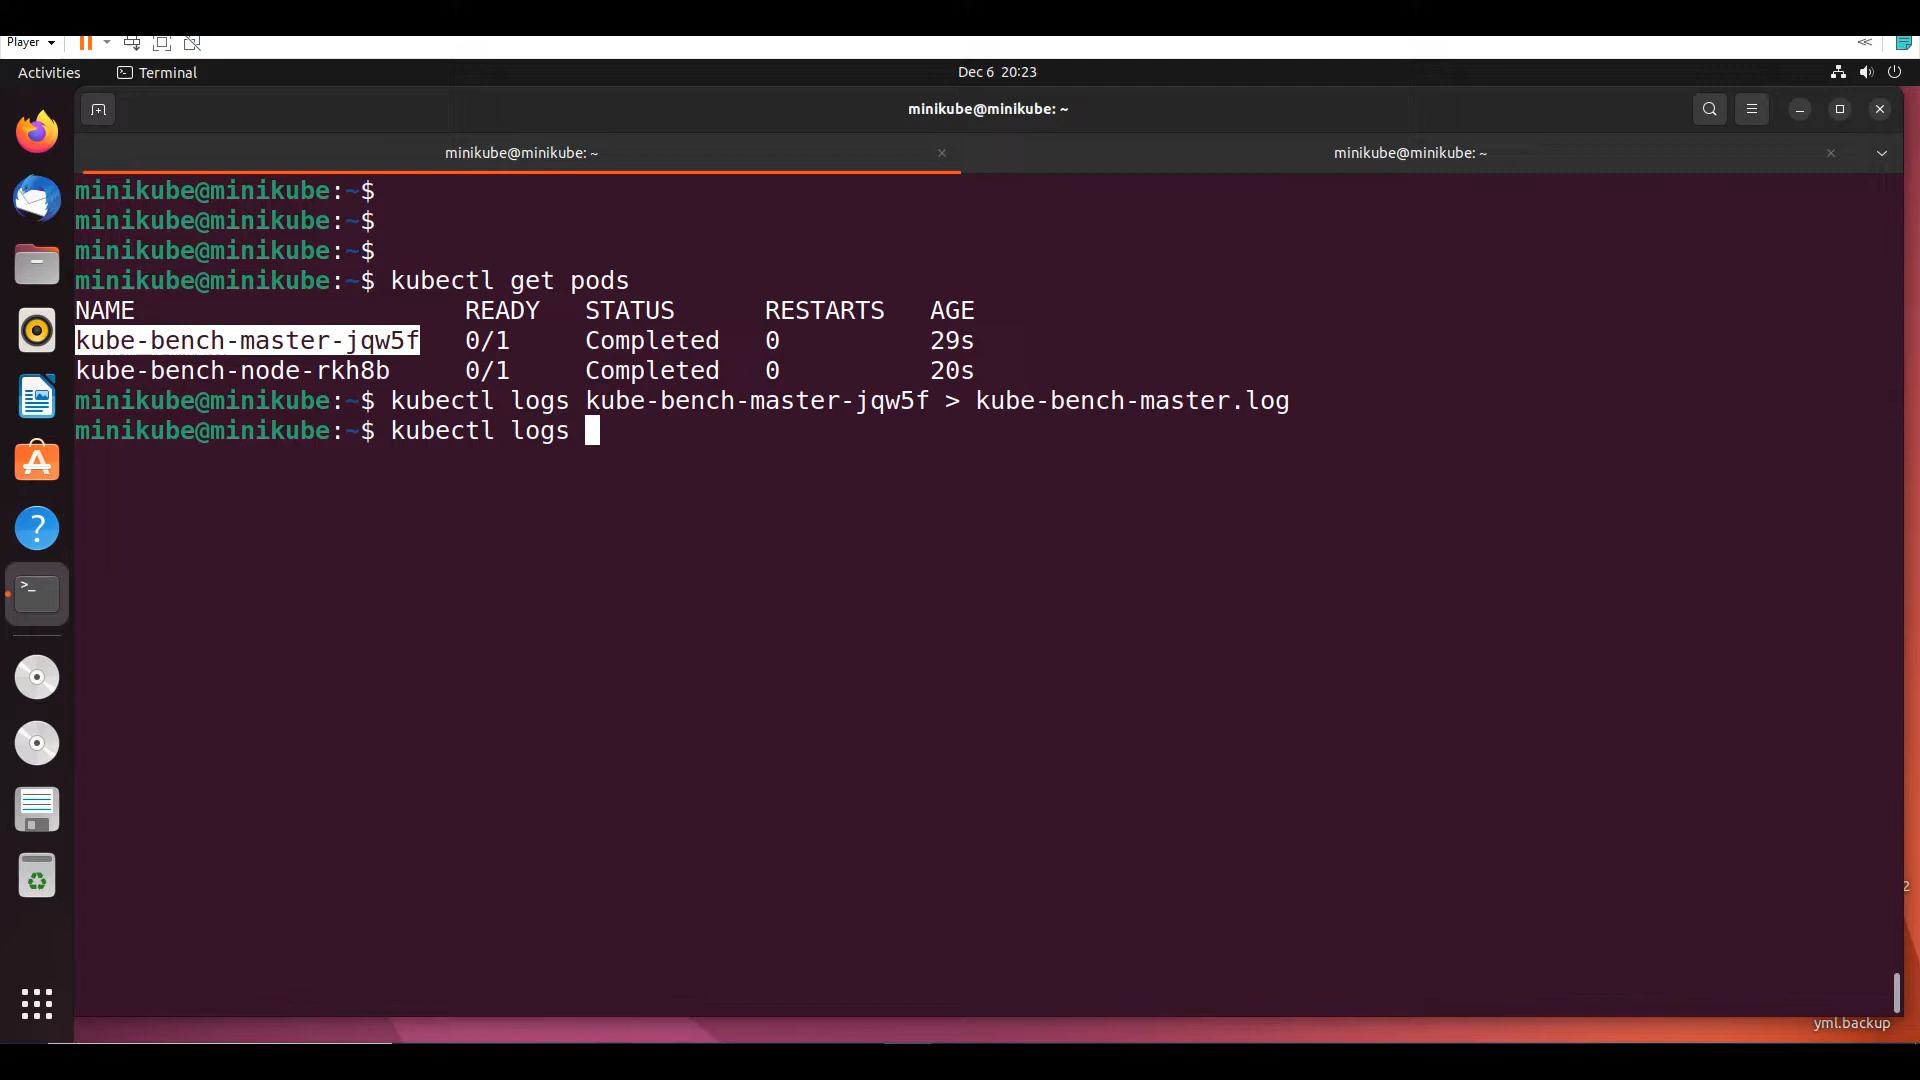 Player
Activities Terminal Dec 6 20:23
minikube@minikube: ~
minikube@minikube: ~ minikube@minikube: ~
minikube@minikube:~$
minikube@minikube:~$
minikube@minikube:~$
minikube@minikube:~$ kubectl get pods
NAME READY STATUS RESTARTS AGE
kube-bench-master-jqw5f 0/1 Completed 0 29s
kube-bench-node-rkh8b 0/1 Completed 0 20s
minikube@minikube:~$ kubectl logs kube-bench-master-jqw5f > kube-bench-master.log
minikube@minikube:~$ kubectl logs
2
yml.backup